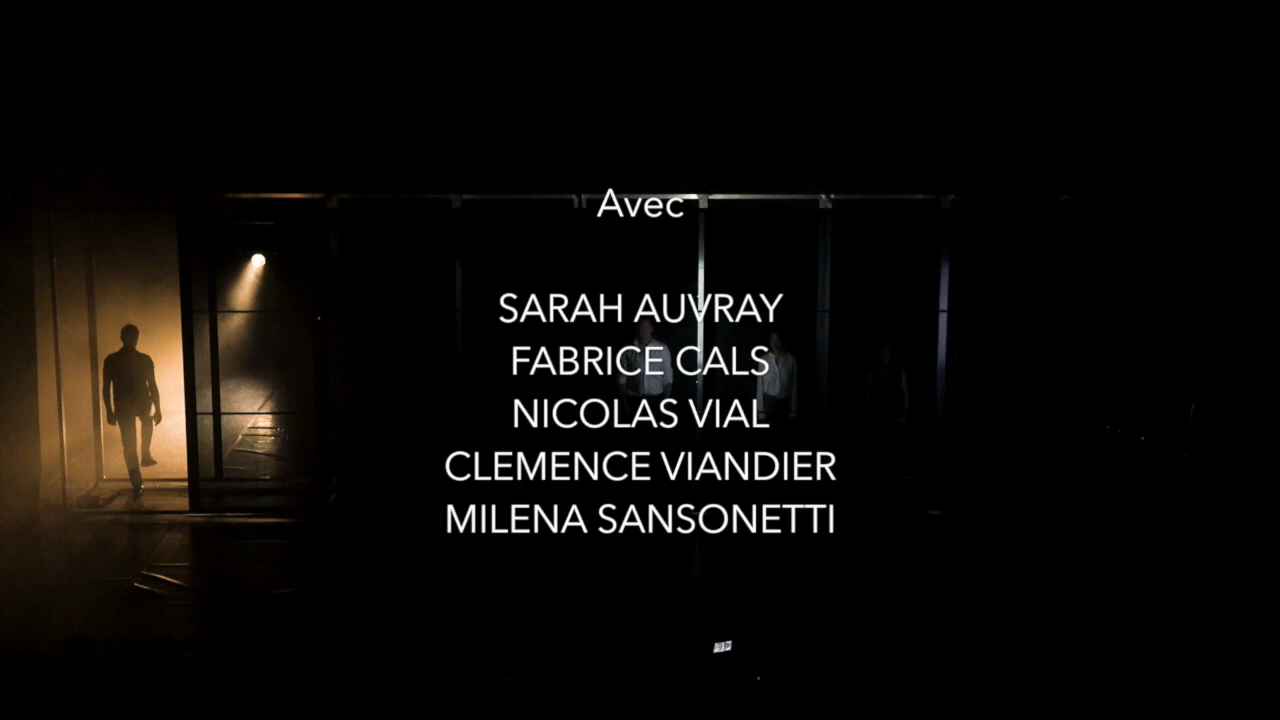 Avec
SARAH AUVRAY
FABRICE CALS
NICOLAS VIAL
CLEMENCE VIANDIER
MILENA SANSONETTI